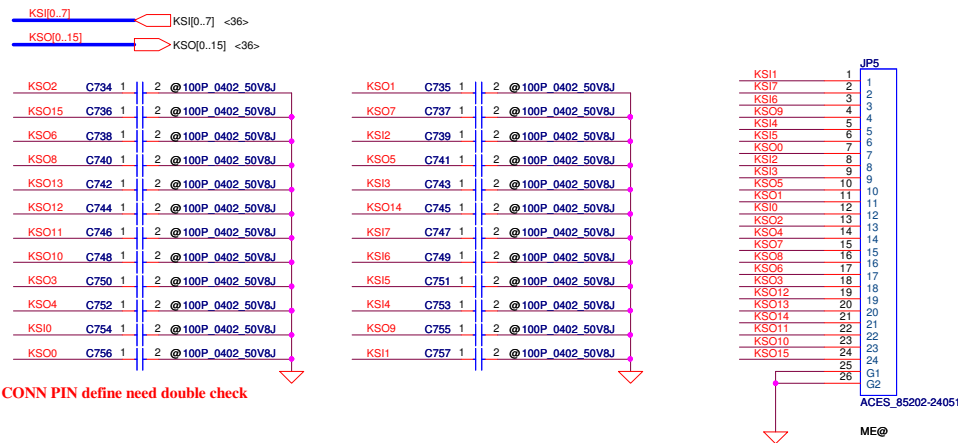 KSI[0..7] KSI[0..7] <36>
KSO[0..15] KSO[0..15] <36>
KSO2 C734 1 2 @100P_0402_50V8J
KSO15 C736 1 2 @100P_0402_50V8J
KSO6 C738 1 2 @100P_0402_50V8J
KSO8 C740 1 2 @100P_0402_50V8J
KSO13 C742 1 2 @100P_0402_50V8J
KSO12 C744 1 2 @100P_0402_50V8J
KSO11 C746 1 2 @100P_0402_50V8J
KSO10 C748 1 2 @100P_0402_50V8J
KSO3 C750 1 2 @100P_0402_50V8J
KSO4 C752 1 2 @100P_0402_50V8J
KSI0 C754 1 2 @100P_0402_50V8J
KSO0 C756 1 2 @100P_0402_50V8J
CONN PIN define need double check
KSO1 C735 1 2 @100P_0402_50V8J
KSO7 C737 1 2 @100P_0402_50V8J
KSI2 C739 1 2 @100P_0402_50V8J
KSO5 C741 1 2 @100P_0402_50V8J
KSI3 C743 1 2 @100P_0402_50V8J
KSO14 C745 1 2 @100P_0402_50V8J
KSI7 C747 1 2 @100P_0402_50V8J
KSI6 C749 1 2 @100P_0402_50V8J
KSI5 C751 1 2 @100P_0402_50V8J
KSI4 C753 1 2 @100P_0402_50V8J
KSO9 C755 1 2 @100P_0402_50V8J
KSI1 C757 1 2 @100P_0402_50V8J
JP5
KSI1 1 1
KSI7 2 2
KSI6 3 3
KSO9 4 4
KSI4 5 5
KSI5 6 6
KSO0 7 7
KSI2 8 8
KSI3 9 9
KSO5 10 10
KSO1 11 11
KSI0 12 12
KSO2 13 13
KSO4 14 14
KSO7 15 15
KSO8 16 16
KSO6 17 17
KSO3 18 18
KSO12 19 19
KSO13 20 20
KSO14 21 21
KSO11 22 22
KSO10 23 23
KSO15 24 24
25 G1
26 G2
ACES_85202-24051
ME@